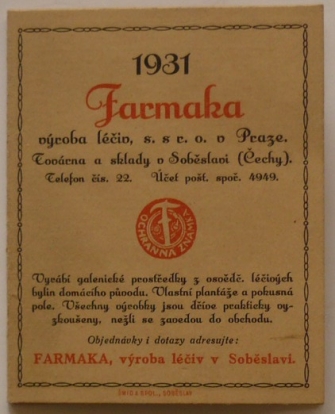 1931
Farmaka
výroba léčiv, s. s r. o. v Praze.
Továrna a sklady v Soběslavi (Čechy).
Telefon čís. 22. Účet pošt. spoř. 4949.
OCHRANNÁ ZNÁMKA
Vyrábí galenické prostředky z osvědč. léčivých
bylin domácího původu. Vlastní plantáže a pokusná
pole. Všechny výrobky jsou dříve prakticky vy-
zkoušeny, nežli se zavedou do obchodu.
Objednávky i dotazy adresujte:
FARMAKA, výroba léčiv v Soběslavi.
A SPOL., SOBĚSLAV